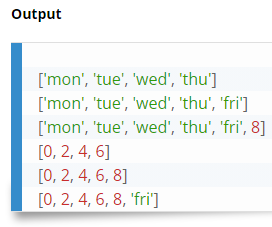 Output
['mon', 'tue', 'wed', 'thu']
['mon', 'tue', 'wed', 'thu', 'fri']
['mon', 'tue', 'wed', 'thu', 'fri', 8]
[0, 2, 4, 6]
[0, 2, 4, 6, 8]
[0, 2, 4, 6, 8, 'fri']